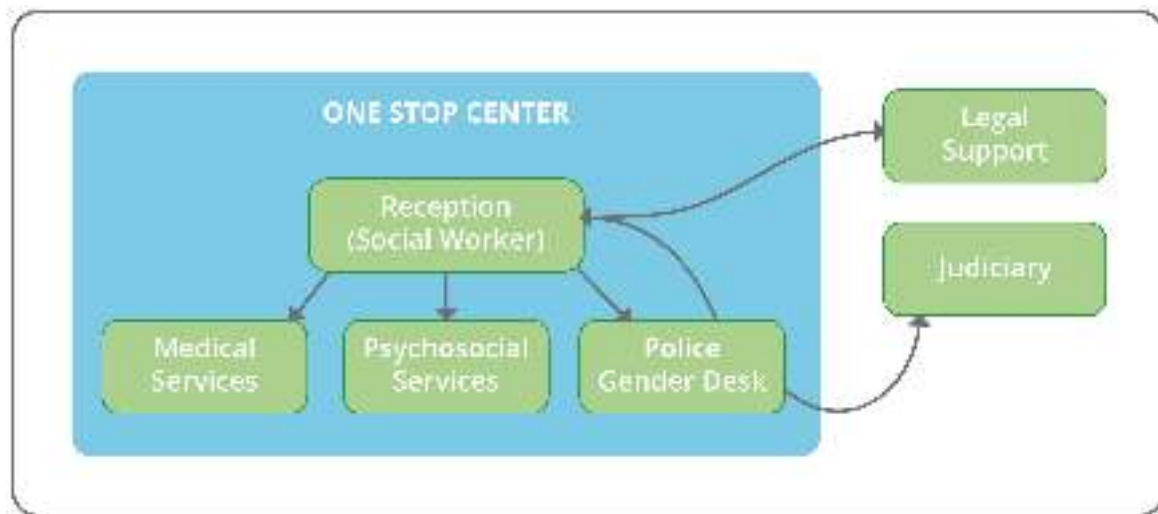 ONE STOP CENTER
Legal
Support
Reception
(Social Worker)
Judiciary
Medical
Services
Psychosocial
Services
Police
Gender Desk